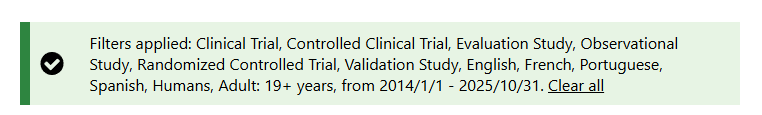 Filters applied: Clinical Trial, Controlled Clinical Trial, Evaluation Study, Observational
Study, Randomized Controlled Trial, Validation Study, English, French, Portuguese,
Spanish, Humans, Adult: 19+ years, from 2014/1/1 - 2025/10/31. Clear all